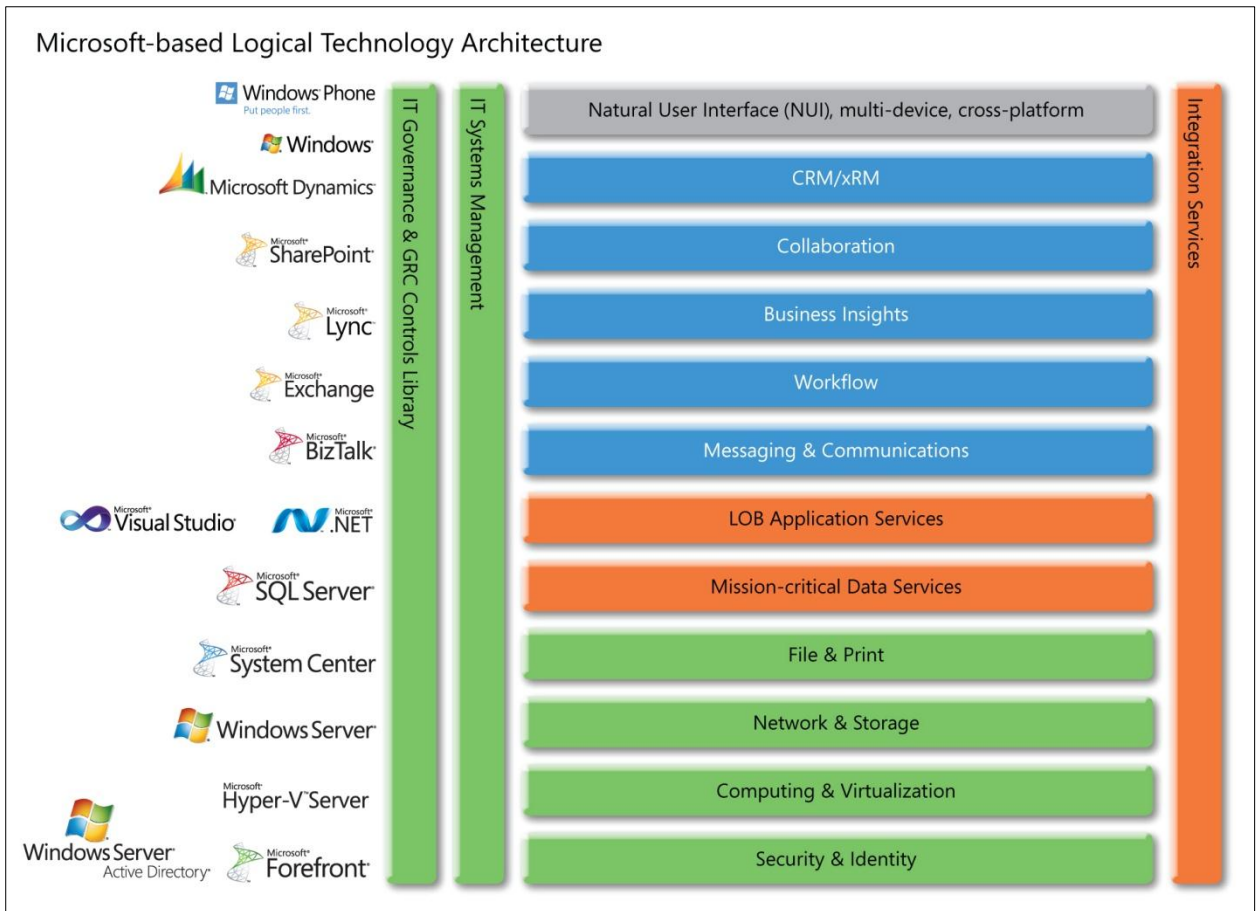 Microsoft-based Logical Technology Architecture
Windows Phone
Put people first.
Windows
Microsoft Dynamics
Microsoft
SharePoint
Microsoft
Lync
Microsoft
Exchange
Microsoft
BizTalk
Microsoft
Visual Studio
Microsoft
.NET
Microsoft
SQL Server
Microsoft
System Center
Windows Server
Microsoft
Hyper-V™ Server
Windows Server
Active Directory
Microsoft
Forefront
IT Governance & GRC Controls Library
IT Systems Management
Natural User Interface (NUI), multi-device, cross-platform
CRM/xRM
Collaboration
Business Insights
Workflow
Messaging & Communications
LOB Application Services
Mission-critical Data Services
File & Print
Network & Storage
Computing & Virtualization
Security & Identity
Integration Services